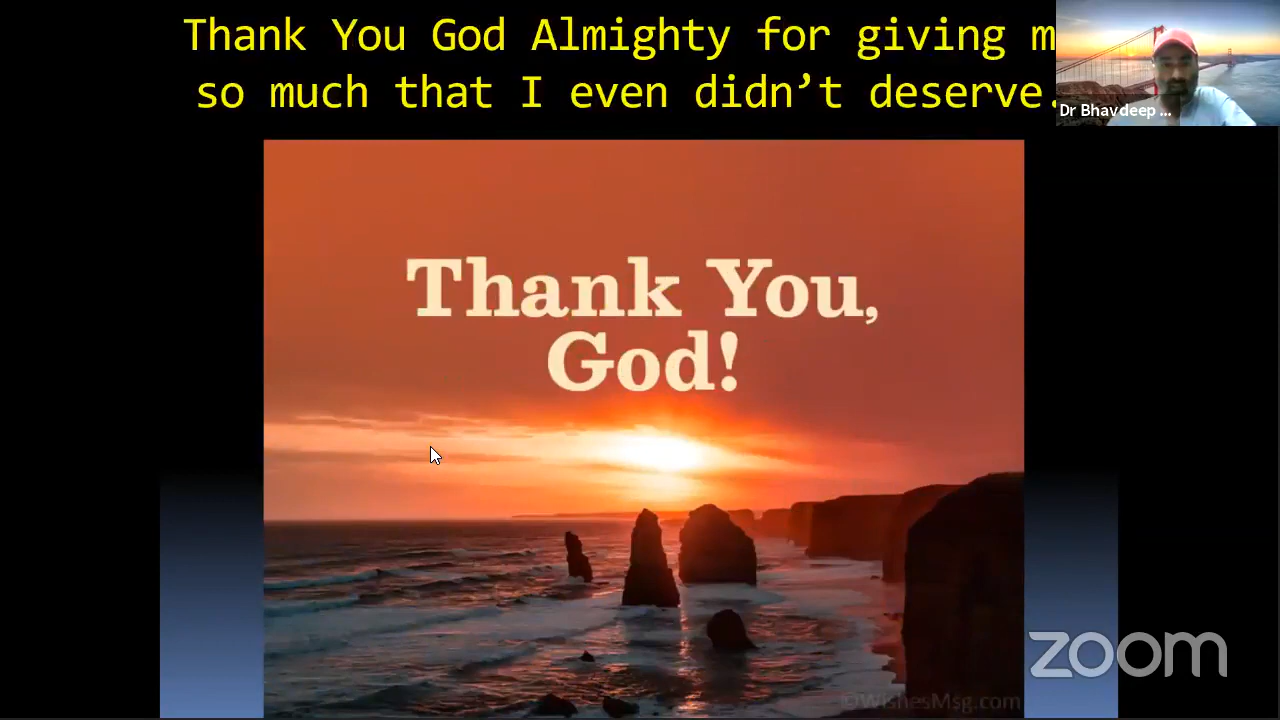 Thank You God Almighty for giving m
so much that I even didn’t deserve.
Dr Bhavdeep ...
Thank You,
God!
zoom
©WishesMsg.com